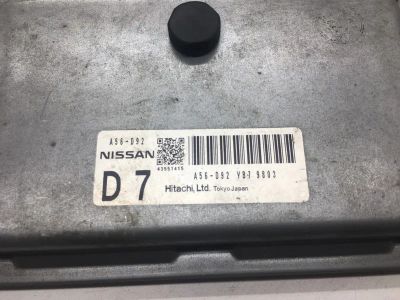 A56-D92
NISSAN
43551415
D 7
A56-D92 YB7 9803
Hitachi, Ltd. Tokyo Japan